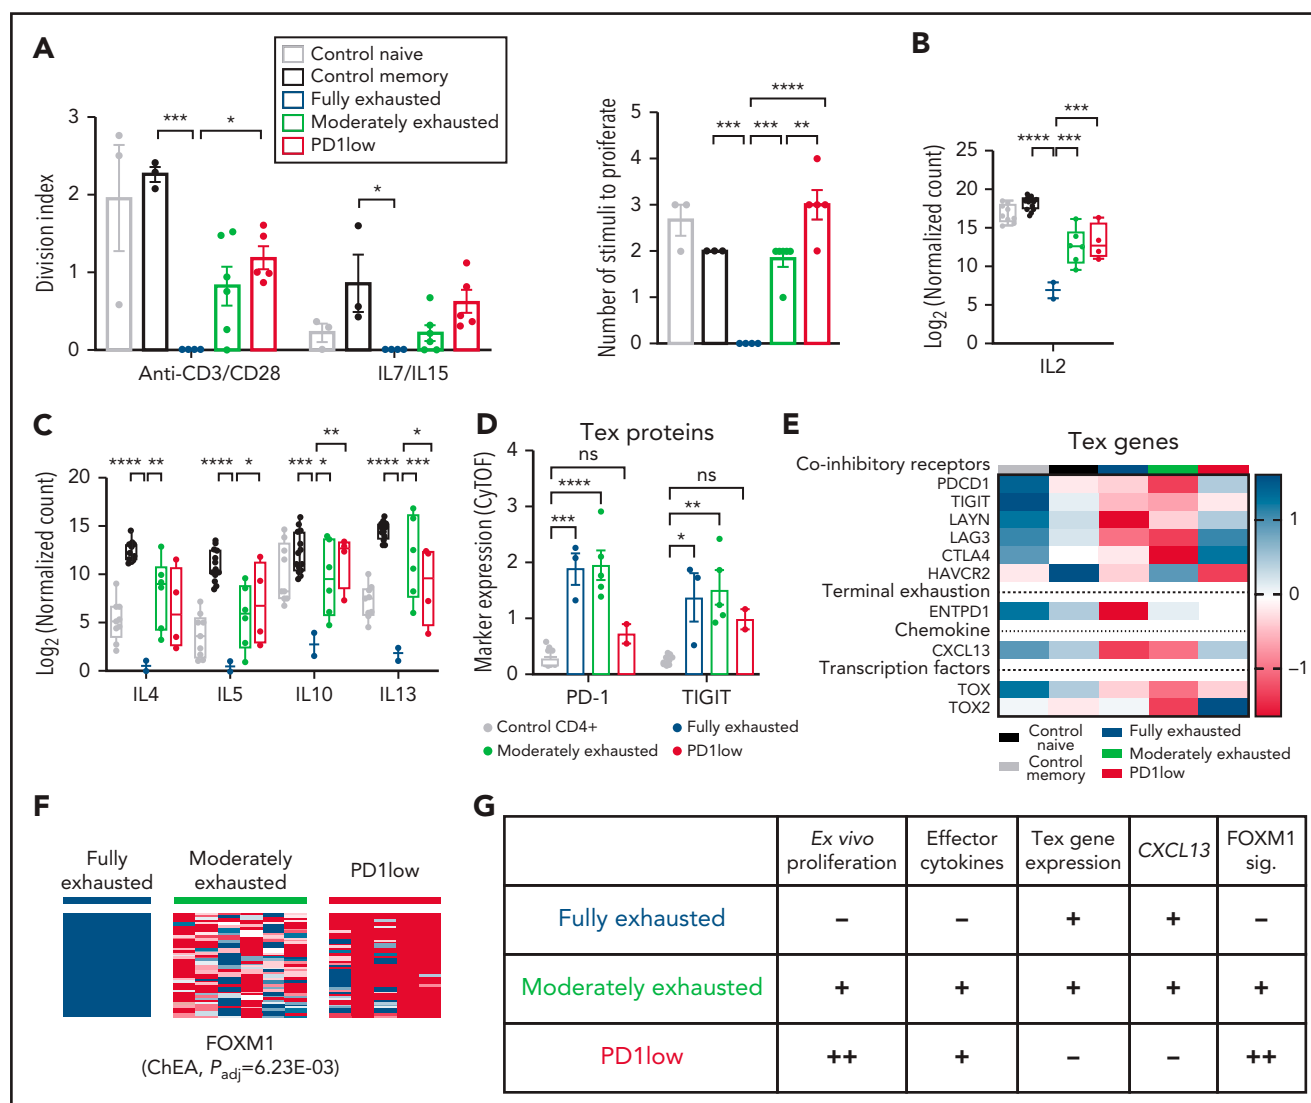 A
Control naive
Control memory
Fully exhausted
Moderately exhausted
PD1low
Division index
3
2
1
0
***
*
*
Anti-CD3/CD28
IL7/IL15
Number of stimuli to proiferate
5
4
3
2
1
0
****
***
***
**
B
Log2 (Normalized count)
25
20
15
10
5
0
***
****
***
IL2
C
Log2 (Normalized count)
20
15
10
5
0
****
**
****
*
***
*
**
****
***
*
IL4
IL5
IL10
IL13
D
Tex proteins
Marker expression (CyTOF)
4
3
2
1
0
ns
****
***
ns
**
*
PD-1
TIGIT
Control CD4+
Fully exhausted
Moderately exhausted
PD1low
E
Tex genes
Co-inhibitory receptors
PDCD1
TIGIT
LAYN
LAG3
CTLA4
HAVCR2
Terminal exhaustion
ENTPD1
Chemokine
CXCL13
Transcription factors
TOX
TOX2
1
0
−1
Control naive
Control memory
Fully exhausted
Moderately exhausted
PD1low
F
Fully exhausted
Moderately exhausted
PD1low
FOXM1
(ChEA, Padj=6.23E-03)
G
Ex vivo proliferation
Effector cytokines
Tex gene expression
CXCL13
FOXM1 sig.
Fully exhausted – – + + –
Moderately exhausted + + + + +
PD1low ++ + – – ++